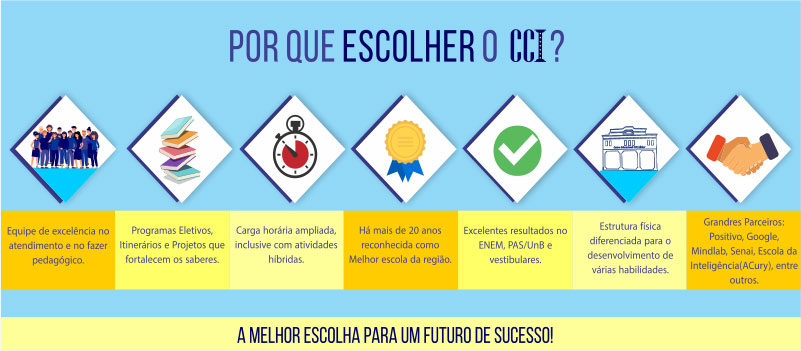 POR QUE ESCOLHER O CCI?
Equipe de excelência no
atendimento e no fazer
pedagógico.
Programas Eletivos,
Itinerários e Projetos que
fortalecem os saberes.
Carga horária ampliada,
inclusive com atividades
híbridas.
Há mais de 20 anos
reconhecida como
Melhor escola da região.
Excelentes resultados no
ENEM, PAS/UnB e
vestibulares.
Estrutura física
diferenciada para o
desenvolvimento de
várias habilidades.
Grandres Parceiros:
Positivo, Google,
Mindlab, Senai, Escola da
Inteligência(ACury), entre
outros.
A MELHOR ESCOLHA PARA UM FUTURO DE SUCESSO!